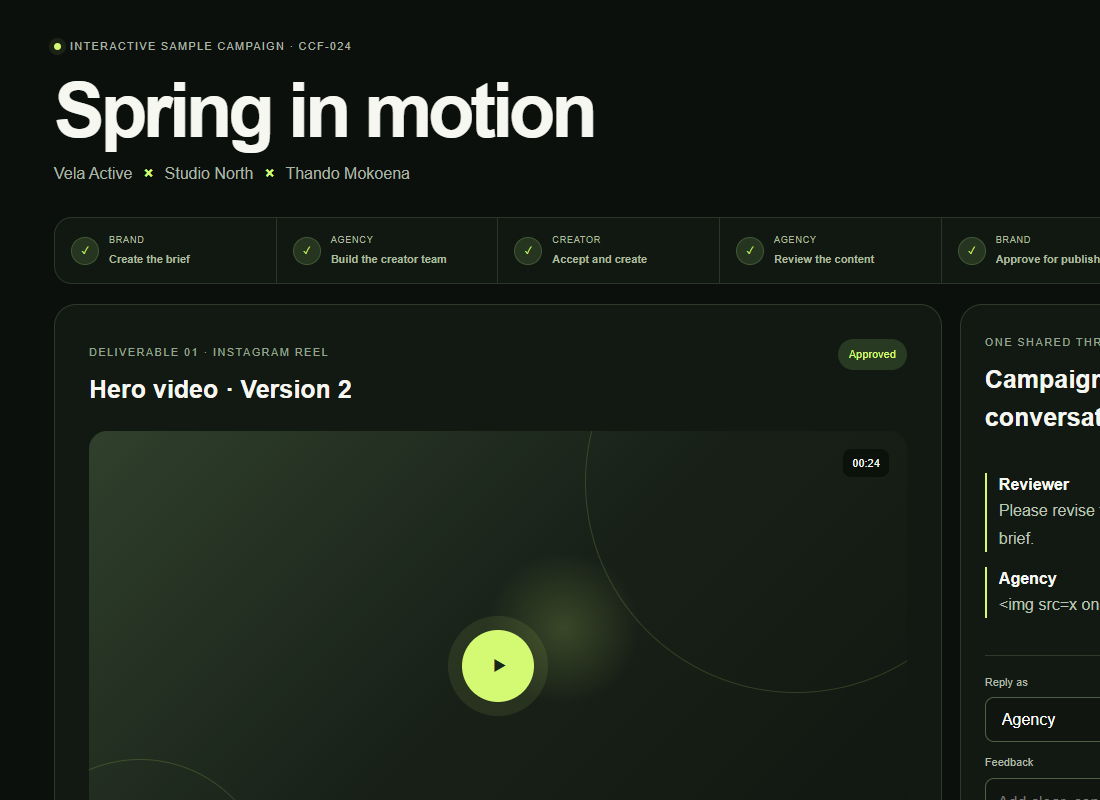 INTERACTIVE SAMPLE CAMPAIGN · CCF-024
Spring in motion
Vela Active × Studio North × Thando Mokoena
✓ BRAND
Create the brief
✓ AGENCY
Build the creator team
✓ CREATOR
Accept and create
✓ AGENCY
Review the content
✓ BRAND
Approve for publish
DELIVERABLE 01 · INSTAGRAM REEL
Approved
Hero video · Version 2
00:24
ONE SHARED THR
Campaign
conversat
Reviewer
Please revise
brief.
Agency
<img src=x on
Reply as
Agency
Feedback